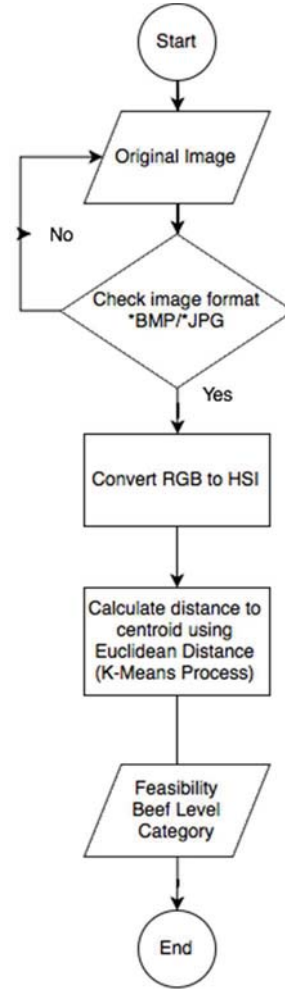 Start
Original Image
No
Check image format
*BMP/*JPG
Yes
Convert RGB to HSI
Calculate distance to
centroid using
Euclidean Distance
(K-Means Process)
Feasibility
Beef Level
Category
End